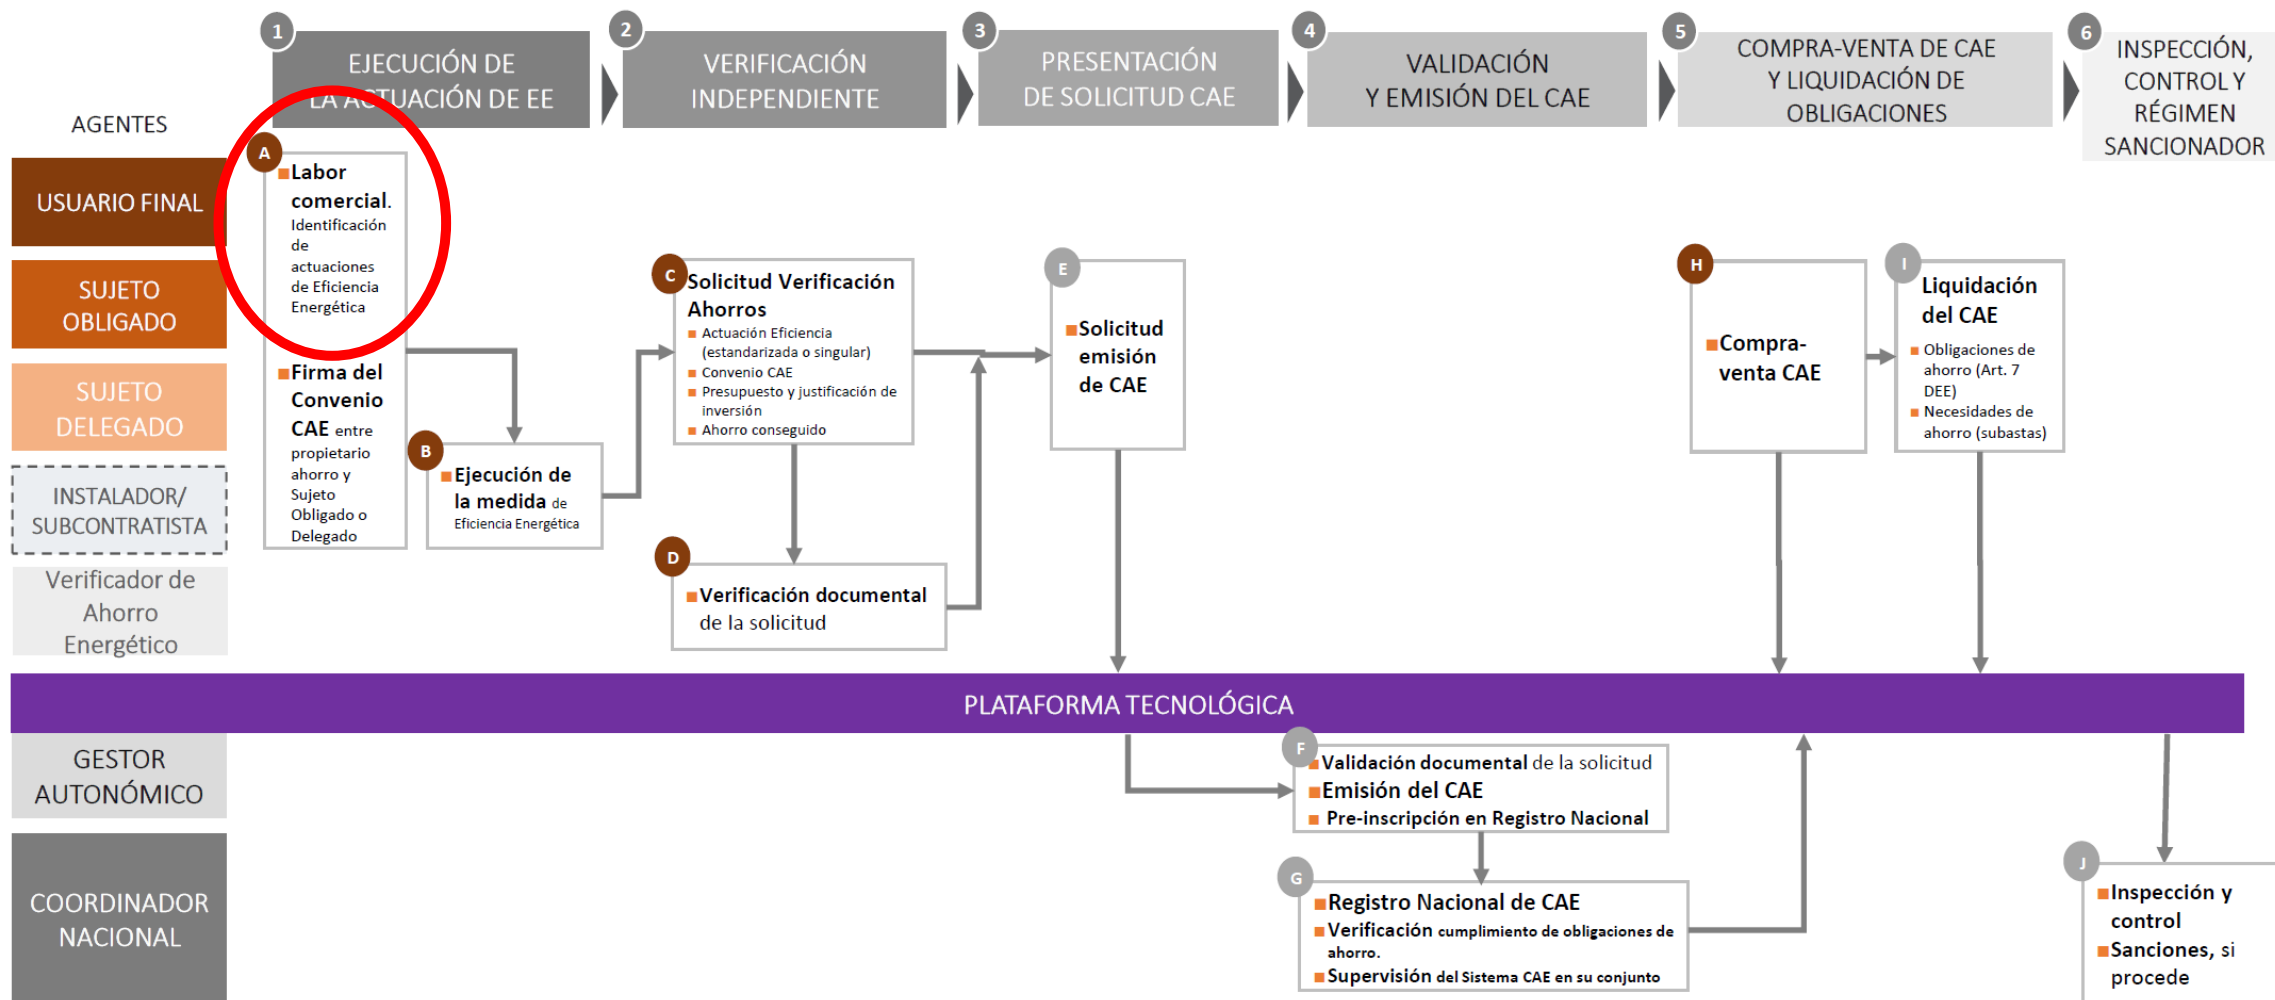 1
EJECUCIÓN DE
LA ACTUACIÓN DE EE
2
VERIFICACIÓN
INDEPENDIENTE
3
PRESENTACIÓN
DE SOLICITUD CAE
4
VALIDACIÓN
Y EMISIÓN DEL CAE
5
COMPRA-VENTA DE CAE
Y LIQUIDACIÓN DE
OBLIGACIONES
6
INSPECCIÓN,
CONTROL Y
RÉGIMEN
SANCIONADOR
AGENTES
USUARIO FINAL
SUJETO
OBLIGADO
SUJETO
DELEGADO
INSTALADOR/
SUBCONTRATISTA
Verificador de
Ahorro
Energético
A
Labor
comercial.
Identificación
de
actuaciones
de Eficiencia
Energética
Firma del
Convenio
CAE entre
propietario
ahorro y
Sujeto
Obligado o
Delegado
B
Ejecución de
la medida de
Eficiencia Energética
C
Solicitud Verificación
Ahorros
Actuación Eficiencia
(estandarizada o singular)
Convenio CAE
Presupuesto y justificación de
inversión
Ahorro conseguido
D
Verificación documental
de la solicitud
E
Solicitud
emisión
de CAE
H
Compra-
venta CAE
I
Liquidación
del CAE
Obligaciones de
ahorro (Art. 7
DEE)
Necesidades de
ahorro (subastas)
PLATAFORMA TECNOLÓGICA
GESTOR
AUTONÓMICO
COORDINADOR
NACIONAL
F
Validación documental de la solicitud
Emisión del CAE
Pre-inscripción en Registro Nacional
G
Registro Nacional de CAE
Verificación cumplimiento de obligaciones de
ahorro.
Supervisión del Sistema CAE en su conjunto
J
Inspección y
control
Sanciones, si
procede